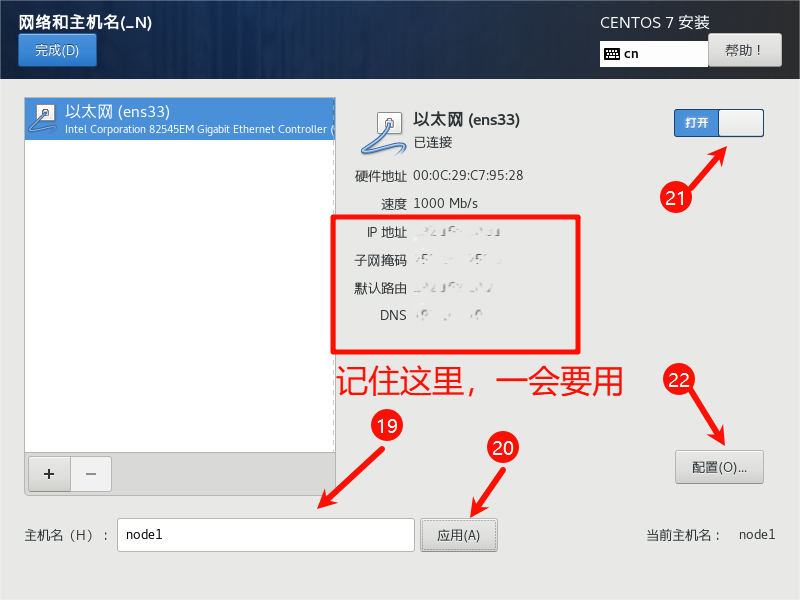 网络和主机名(_N)
完成(D)
CENTOS 7 安装
cn
帮助！
以太网 (ens33)
Intel Corporation 82545EM Gigabit Ethernet Controller (
以太网 (ens33)
已连接
打开
21
硬件地址 00:0C:29:C7:95:28
速度 1000 Mb/s
IP 地址
子网掩码
默认路由
DNS
记住这里，一会要用
22
19
20
+
−
配置(O)...
主机名（H）：
node1
应用(A)
当前主机名： node1